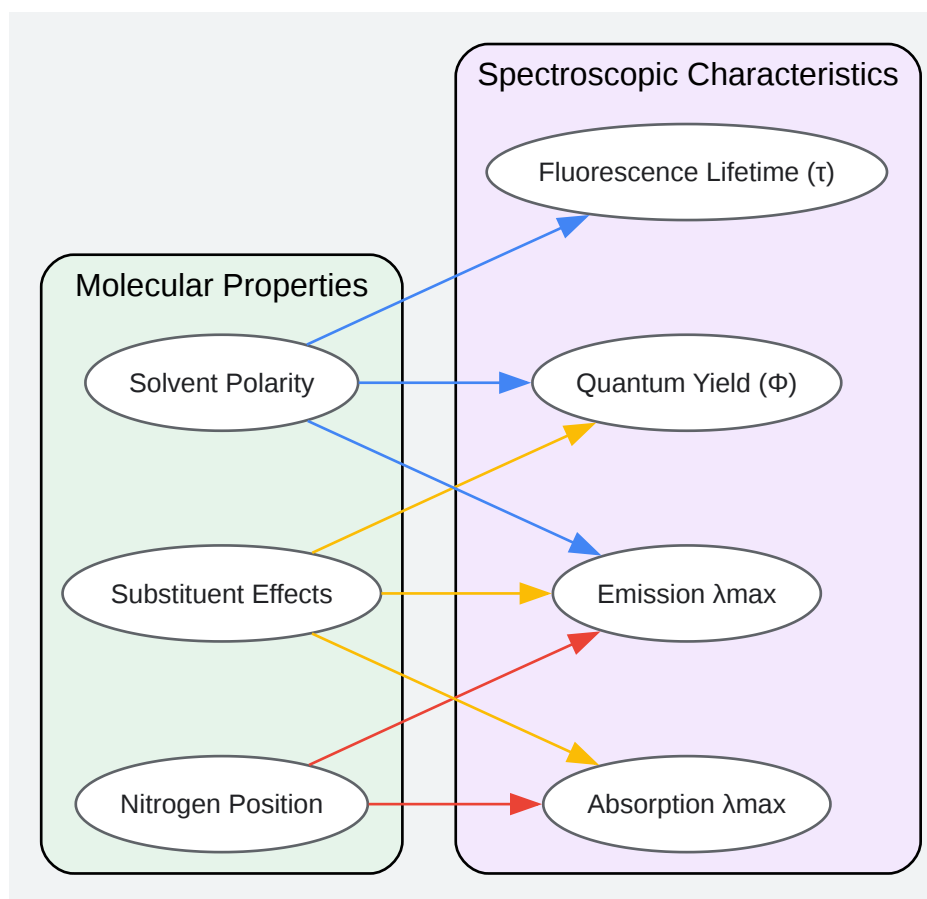 Spectroscopic Characteristics
Fluorescence Lifetime (τ)
Molecular Properties
Solvent Polarity
Quantum Yield (Φ)
Substituent Effects
Emission λmax
Nitrogen Position
Absorption λmax